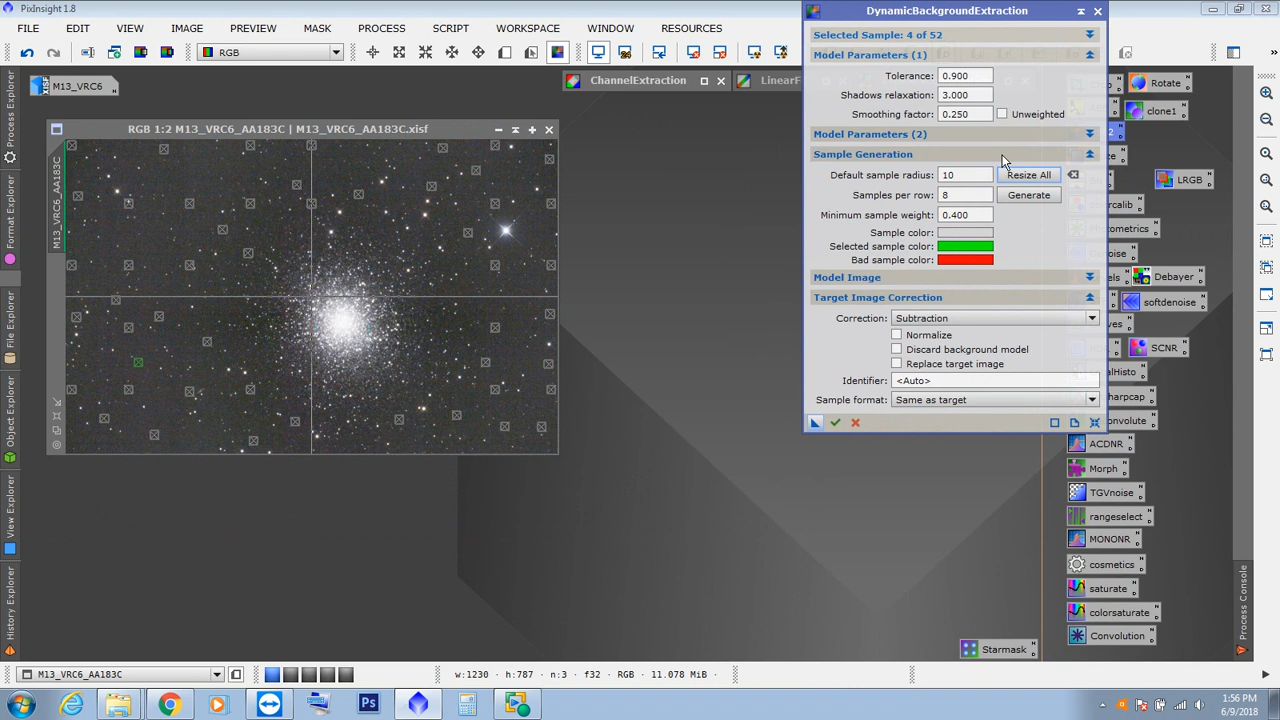 PixInsight 1.8
FILE EDIT VIEW IMAGE PREVIEW MASK PROCESS SCRIPT WORKSPACE WINDOW RESOURCES
RGB
M13_VRC6
ChannelExtraction
LinearF
RGB 1:2 M13_VRC6_AA183C | M13_VRC6_AA183C.xisf
M13_VRC6_AA183C
Process Explorer
Format Explorer
File Explorer
Object Explorer
View Explorer
History Explorer
DynamicBackgroundExtraction
Selected Sample: 4 of 52
Model Parameters (1)
Tolerance: 0.900
Shadows relaxation: 3.000
Smoothing factor: 0.250 Unweighted
Model Parameters (2)
Sample Generation
Default sample radius: 10 Resize All
Samples per row: 8 Generate
Minimum sample weight: 0.400
Sample color:
Selected sample color:
Bad sample color:
Model Image
Target Image Correction
Correction: Subtraction
Normalize
Discard background model
Replace target image
Identifier: <Auto>
Sample format: Same as target
Rotate
clone1
LRGB
Debayer
softdenoise
SCNR
ACDNR
Morph
TGVnoise
rangeselect
MONONR
cosmetics
saturate
colorsaturate
Convolution
Starmask
Process Console
M13_VRC6_AA183C
w:1230 h:787 n:3 f32 RGB 11.078 MiB
Ps
1:56 PM
6/9/2018